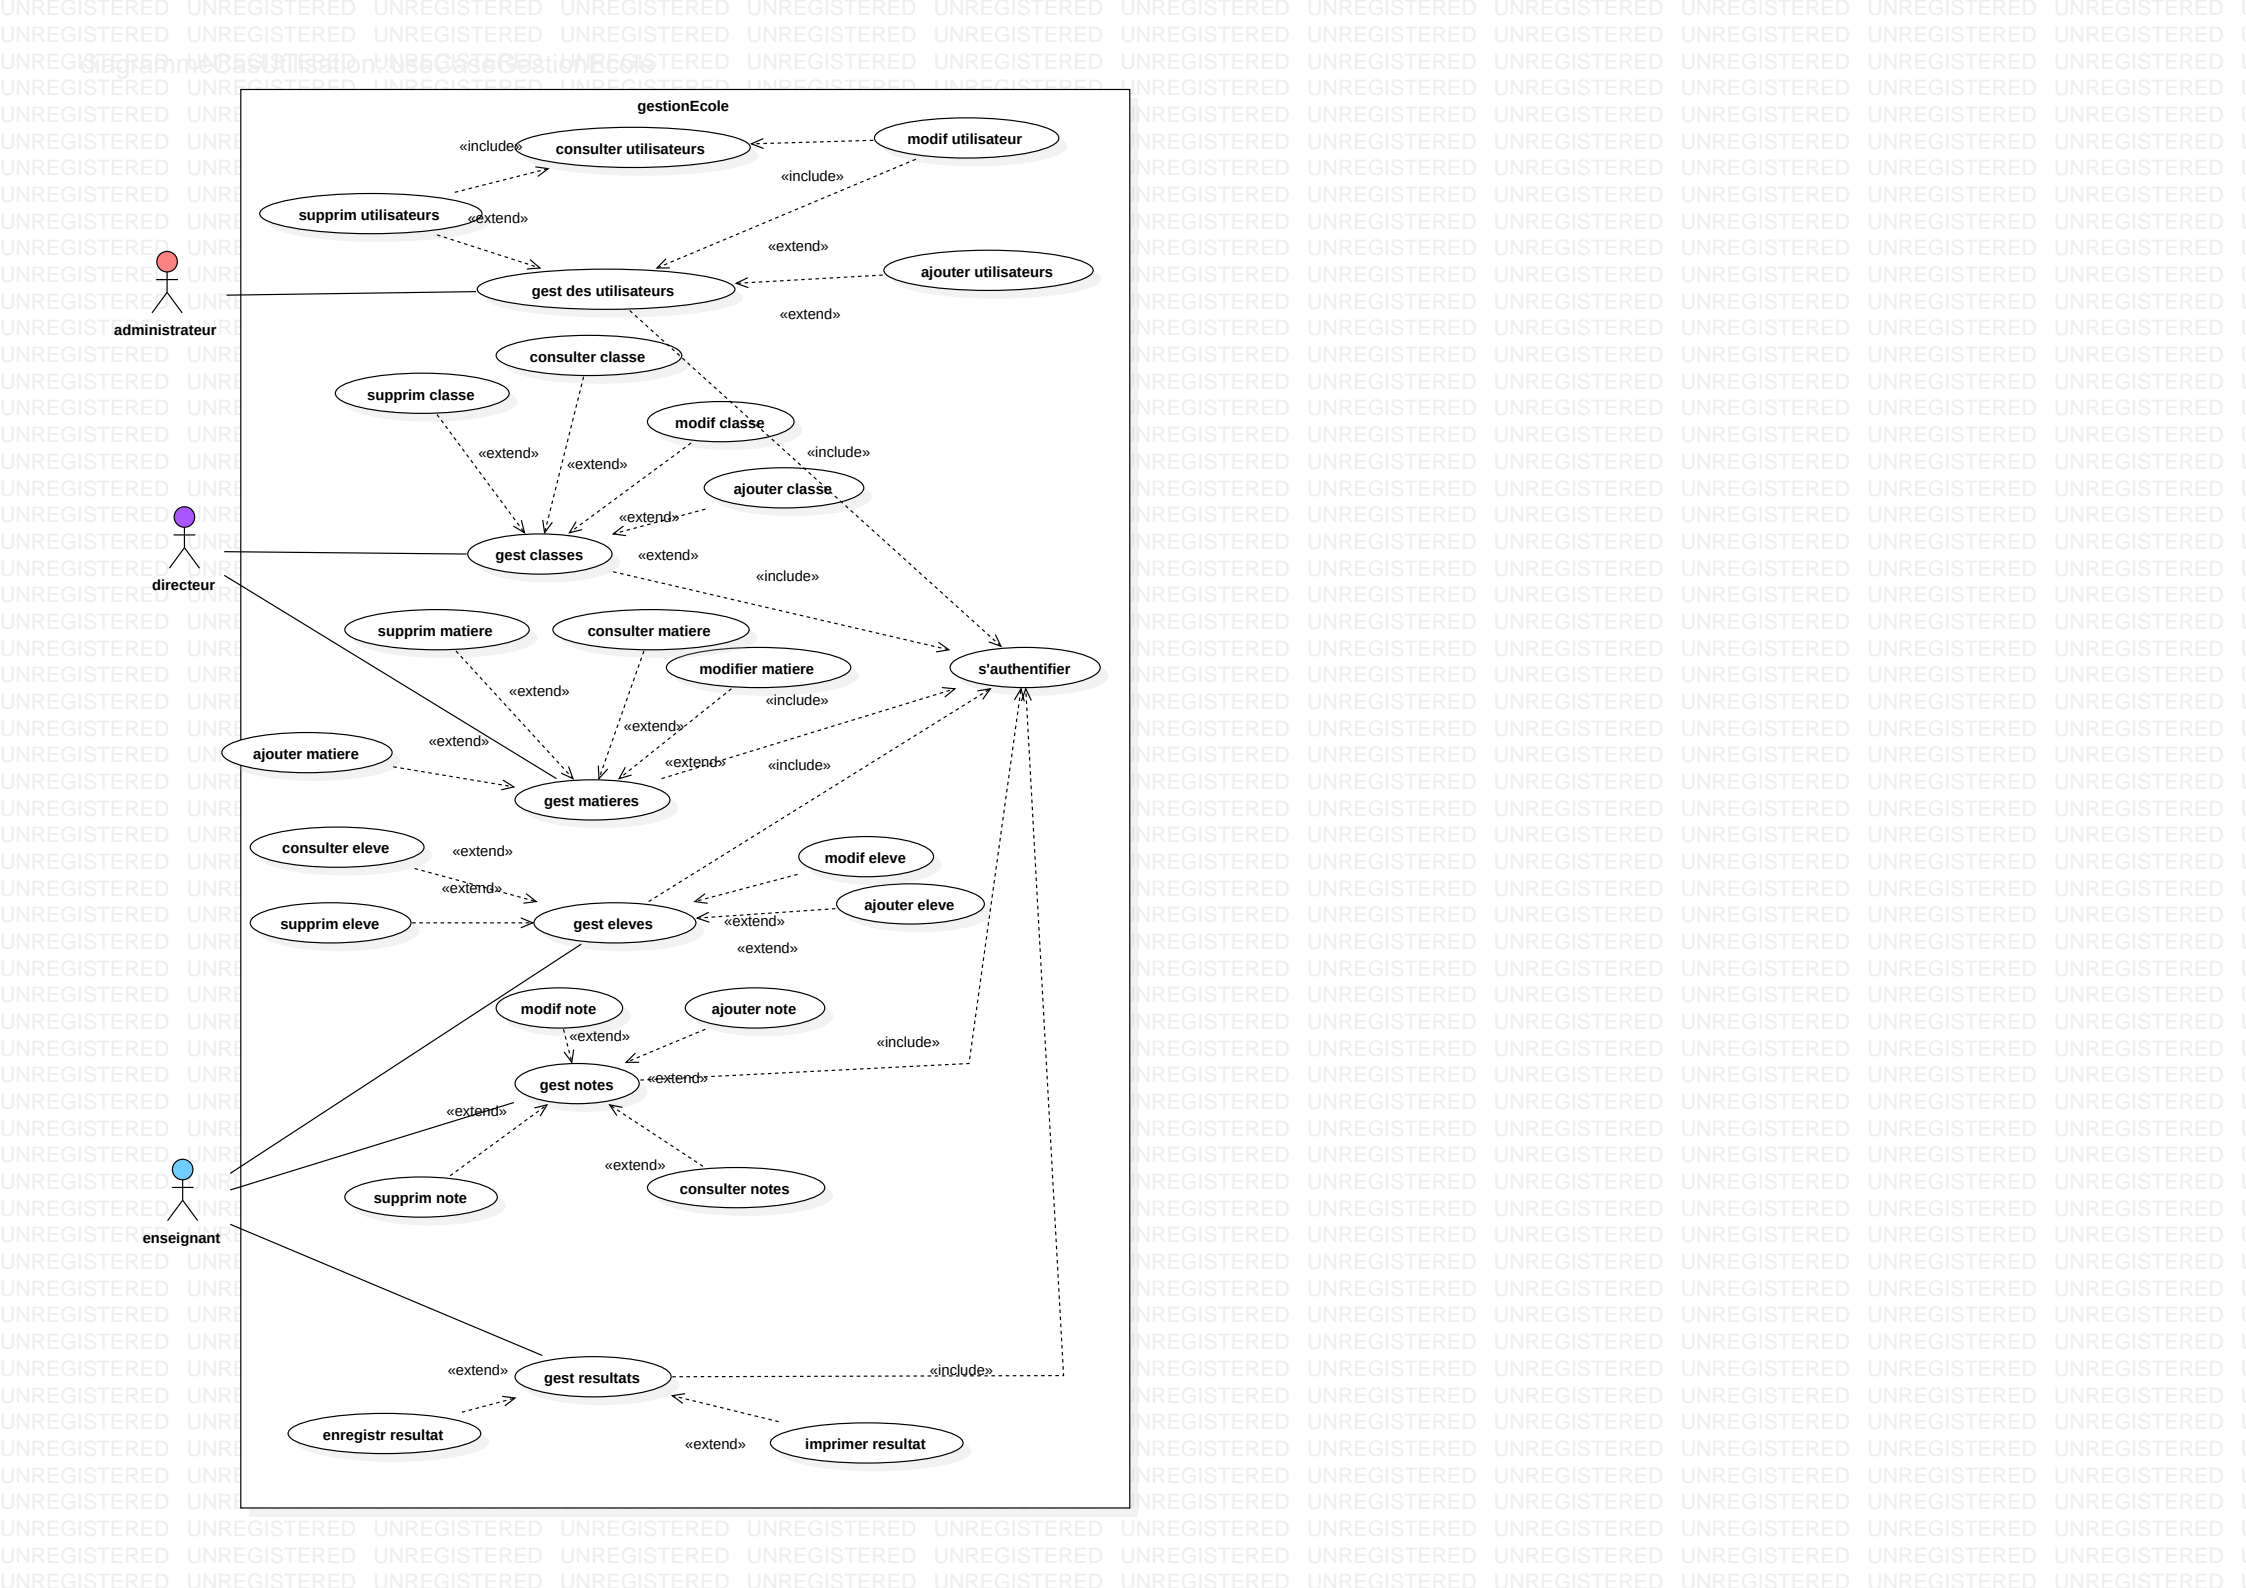 diagrammeCasUtilisation::useCaseGestionEcole
gestionEcole
«include»
consulter utilisateurs
modif utilisateur
«include»
supprim utilisateurs
«extend»
«extend»
ajouter utilisateurs
gest des utilisateurs
«extend»
administrateur
consulter classe
supprim classe
modif classe
«extend»
«extend»
«include»
ajouter classe
«extend»
gest classes
«extend»
«include»
directeur
supprim matiere
consulter matiere
modifier matiere
s'authentifier
«extend»
«include»
«extend»
«extend»
ajouter matiere
«extend»
«include»
gest matieres
consulter eleve
«extend»
modif eleve
«extend»
ajouter eleve
supprim eleve
gest eleves
«extend»
«extend»
modif note
ajouter note
«extend»
«include»
gest notes
«extend»
«extend»
«extend»
supprim note
consulter notes
enseignant
«extend»
gest resultats
«include»
enregistr resultat
«extend»
imprimer resultat
UNREGISTERED